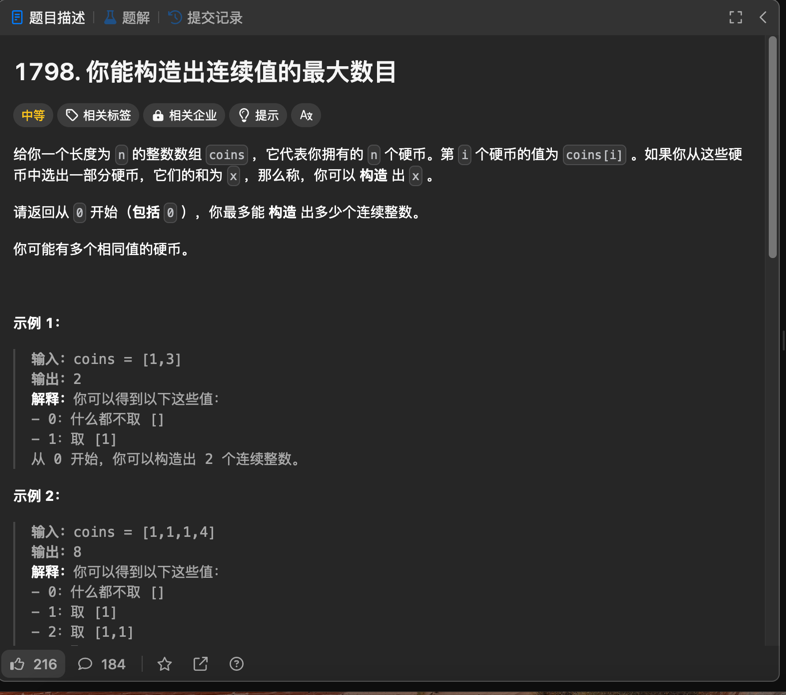 题目描述 题解 提交记录
1798. 你能构造出连续值的最大数目
中等 相关标签 相关企业 提示
给你一个长度为 n 的整数数组 coins ，它代表你拥有的 n 个硬币。第 i 个硬币的值为 coins[i] 。如果你从这些硬
币中选出一部分硬币，它们的和为 x ，那么称，你可以 构造 出 x 。
请返回从 0 开始（包括 0 ），你最多能 构造 出多少个连续整数。
你可能有多个相同值的硬币。
示例 1：
输入：coins = [1,3]
输出：2
解释：你可以得到以下这些值：
- 0：什么都不取 []
- 1：取 [1]
从 0 开始，你可以构造出 2 个连续整数。
示例 2：
输入：coins = [1,1,1,4]
输出：8
解释：你可以得到以下这些值：
- 0：什么都不取 []
- 1：取 [1]
- 2：取 [1,1]
216 184